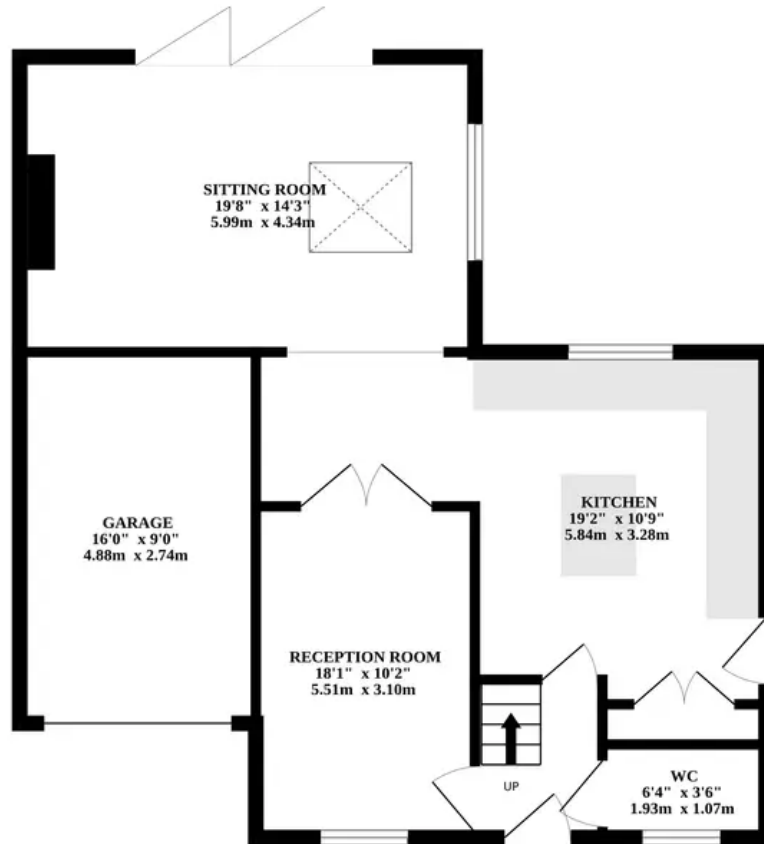 SITTING ROOM
19'8" x 14'3"
5.99m x 4.34m
GARAGE
16'0" x 9'0"
4.88m x 2.74m
KITCHEN
19'2" x 10'9"
5.84m x 3.28m
RECEPTION ROOM
18'1" x 10'2"
5.51m x 3.10m
UP
WC
6'4" x 3'6"
1.93m x 1.07m